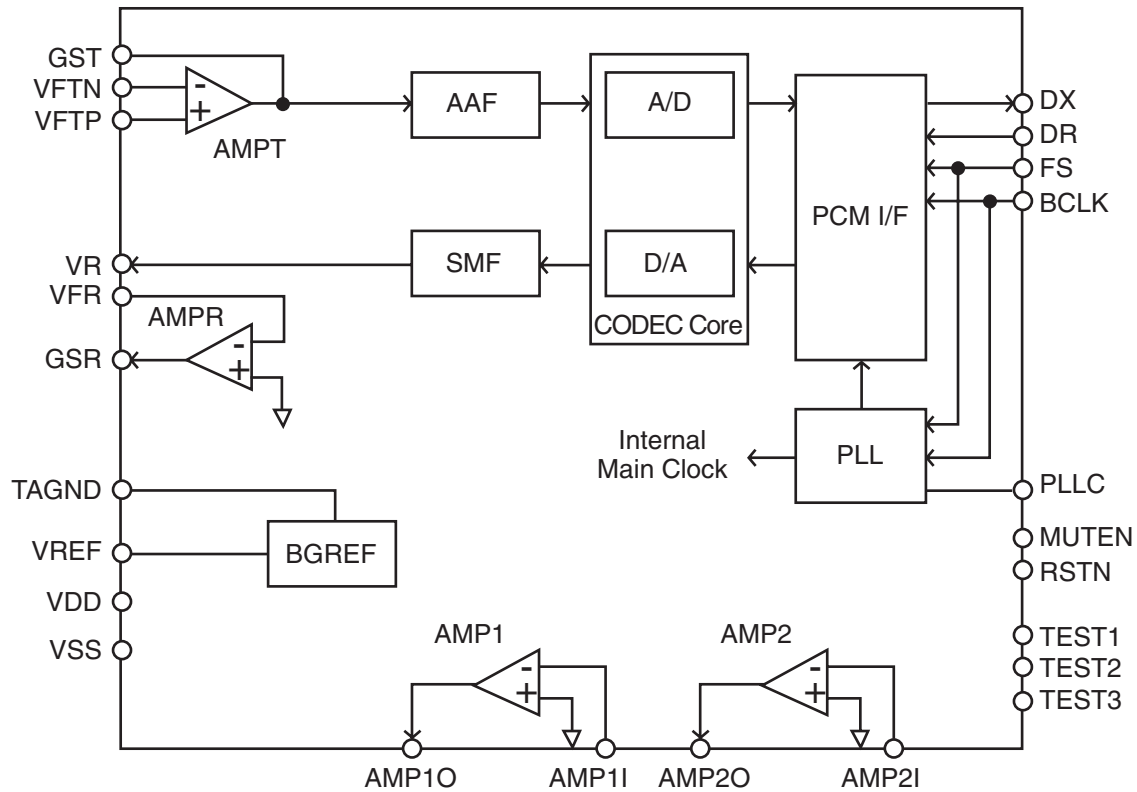 GST
VFTN
VFTP
-
+
AMPT
AAF
A/D
PCM I/F
DX
DR
FS
BCLK
VR
VFR
SMF
D/A
CODEC Core
AMPR
-
+
GSR
Internal
Main Clock
PLL
TAGND
VREF
BGREF
PLLC
MUTEN
RSTN
VDD
VSS
AMP1
-
+
AMP2
-
+
TEST1
TEST2
TEST3
AMP1O
AMP1I
AMP2O
AMP2I